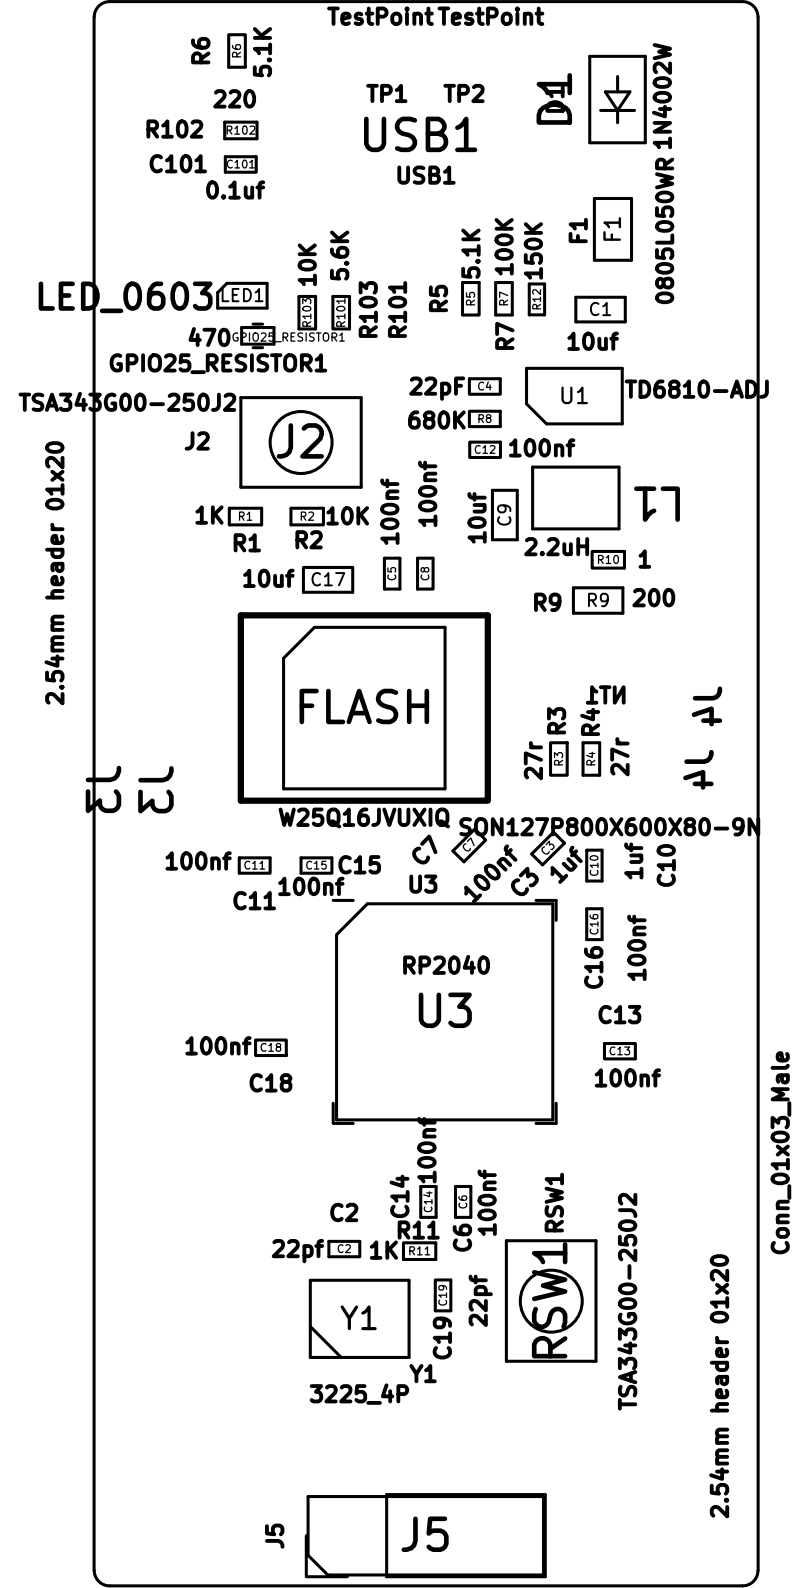 TestPoint TestPoint
R6
R6
5.1K
220
R102
R102
C101
C101
0.1uf
TP1
TP2
USB1
USB1
D1
1N4002W
F1
F1
0805L050WR
LED_0603
LED1
10K
5.6K
R103
R101
R103
R101
470
GPIO25_RESISTOR1
GPIO25_RESISTOR1
R5
R5
5.1K
R7
100K
R7
R12
150K
C1
10uf
TSA343G00-250J2
J2
J2
22pF
C4
680K
R8
C12
100nf
U1
TD6810-ADJ
1K
R1
R1
R2
10K
R2
100nf
100nf
10uf
C9
L1
2.2uH
R10
1
10uf
C17
C5
C8
R9
R9
200
2.54mm header 01x20
FLASH
W25Q16JVUXIQ
NT1
J4
J4
R3
R4
27r
R3
R4
27r
J3
J3
SON127P800X600X80-9N
C7
C7
100nf
C3
C3
1uf
C10
1uf
C10
100nf
C11
C11
C15
C15
100nf
U3
RP2040
U3
C16
C16
100nf
C13
C13
100nf
100nf
C18
C18
Conn_01x03_Male
100nf
C14
C14
C6
C6
100nf
C2
22pf
C2
R11
1K
R11
C19
C19
22pf
RSW1
RSW1
TSA343G00-250J2
Y1
Y1
3225_4P
2.54mm header 01x20
J5
J5